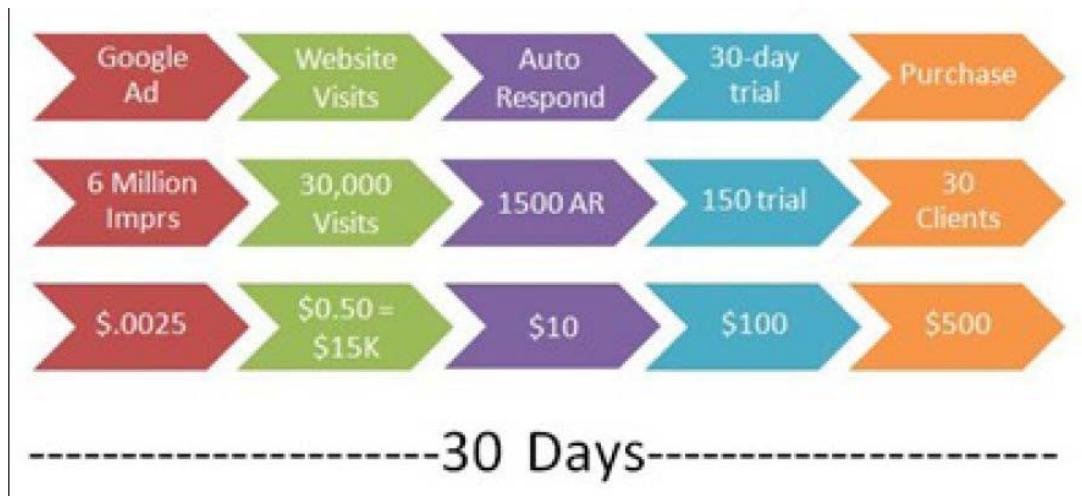 Google
Ad
Website
Visits
Auto
Respond
30-day
trial
Purchase
6 Million
Imprs
30,000
Visits
1500 AR
150 trial
30
Clients
$.0025
$0.50 =
$15K
$10
$100
$500
---------------------30 Days---------------------